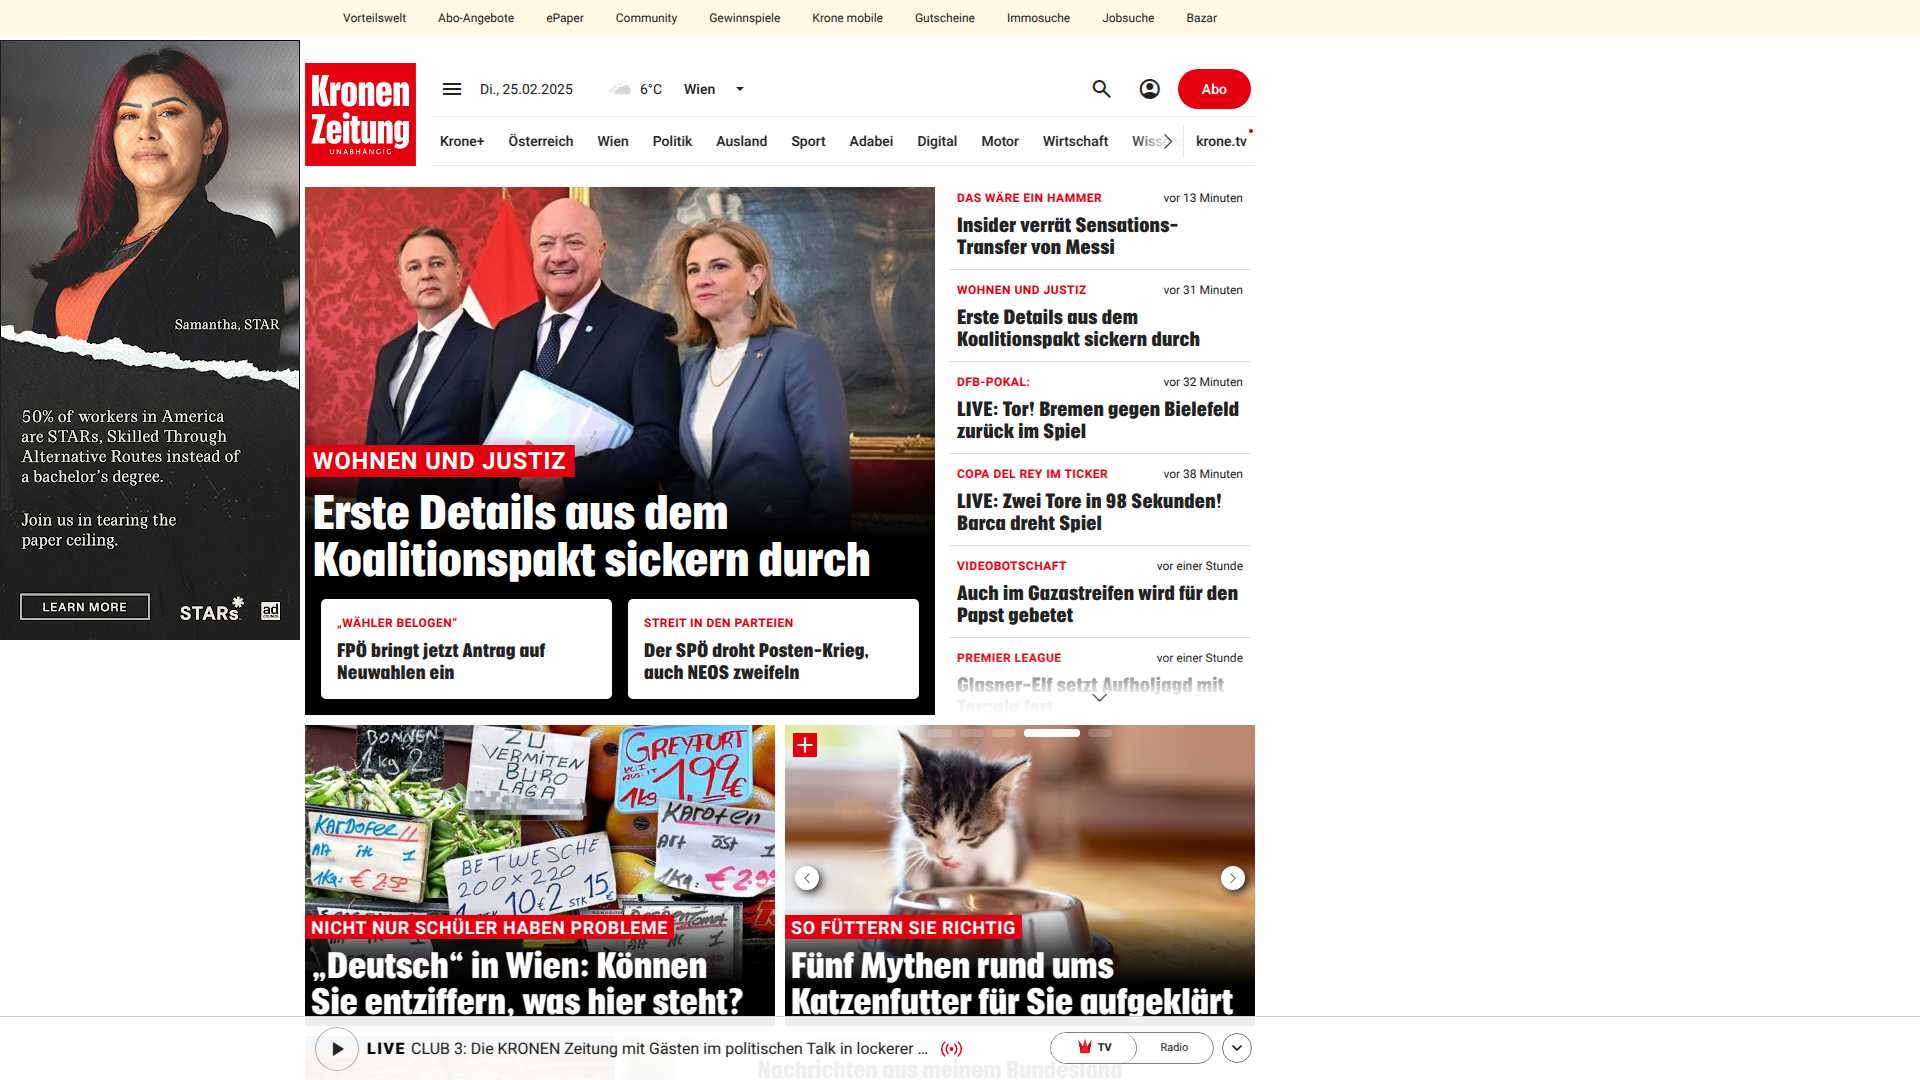 Vorteilswelt Abo-Angebote ePaper Community Gewinnspiele Krone mobile Gutscheine Immosuche Jobsuche Bazar
Kronen
Zeitung
UNABHÄNGIG
Di., 25.02.2025 6°C Wien Abo
Krone+ Österreich Wien Politik Ausland Sport Adabei Digital Motor Wirtschaft krone.tv
Samantha, STAR
50% of workers in America
are STARs, Skilled Through
Alternative Routes instead of
a bachelor's degree.
Join us in tearing the
paper ceiling.
LEARN MORE STARs ad
WOHNEN UND JUSTIZ
Erste Details aus dem
Koalitionspakt sickern durch
„WÄHLER BELOGEN“
FPÖ bringt jetzt Antrag auf
Neuwahlen ein
STREIT IN DEN PARTEIEN
Der SPÖ droht Posten-Krieg,
auch NEOS zweifeln
DAS WÄRE EIN HAMMER vor 13 Minuten
Insider verrät Sensations-
Transfer von Messi
WOHNEN UND JUSTIZ vor 31 Minuten
Erste Details aus dem
Koalitionspakt sickern durch
DFB-POKAL: vor 32 Minuten
LIVE: Tor! Bremen gegen Bielefeld
zurück im Spiel
COPA DEL REY IM TICKER vor 38 Minuten
LIVE: Zwei Tore in 98 Sekunden!
Barca dreht Spiel
VIDEOBOTSCHAFT vor einer Stunde
Auch im Gazastreifen wird für den
Papst gebetet
PREMIER LEAGUE vor einer Stunde
Glasner-Elf setzt Aufholjagd mit
BONNEN
1kg 2
ZU
VERMITEN
BÜRO
LAGA
GREYFURT
1,99€
1kg
KARDOFEL
Art itc 1
1kg: € 2.50
KAROTEN
Art öst 1
1kg. € 2.99
BETWESCHE
200 x 220
10€ 2 STK 15€
NICHT NUR SCHÜLER HABEN PROBLEME
„Deutsch“ in Wien: Können
Sie entziffern, was hier steht?
SO FÜTTERN SIE RICHTIG
Fünf Mythen rund ums
Katzenfutter für Sie aufgeklärt
LIVE CLUB 3: Die KRONEN Zeitung mit Gästen im politischen Talk in lockerer ... TV Radio
Nachrichten aus meinem Bundesland